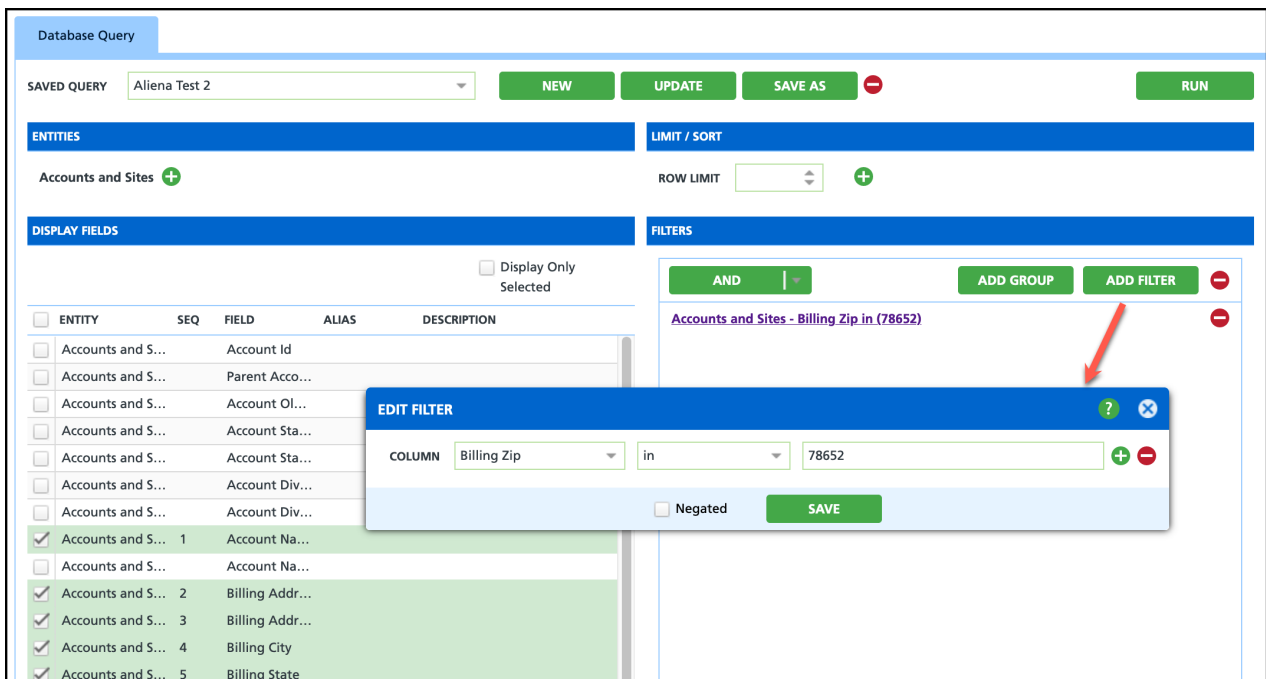 Database Query
SAVED QUERY Aliena Test 2 NEW UPDATE SAVE AS RUN
ENTITIES
Accounts and Sites
LIMIT / SORT
ROW LIMIT
DISPLAY FIELDS
Display Only
Selected
ENTITY SEQ FIELD ALIAS DESCRIPTION
Accounts and S... Account Id
Accounts and S... Parent Acco...
Accounts and S... Account Ol...
Accounts and S... Account Sta...
Accounts and S... Account Sta...
Accounts and S... Account Div...
Accounts and S... Account Div...
Accounts and S... 1 Account Na...
Accounts and S... Account Na...
Accounts and S... 2 Billing Addr...
Accounts and S... 3 Billing Addr...
Accounts and S... 4 Billing City
Accounts and S... 5 Billing State
FILTERS
AND ADD GROUP ADD FILTER
Accounts and Sites - Billing Zip in (78652)
EDIT FILTER ?
COLUMN Billing Zip in 78652
Negated SAVE